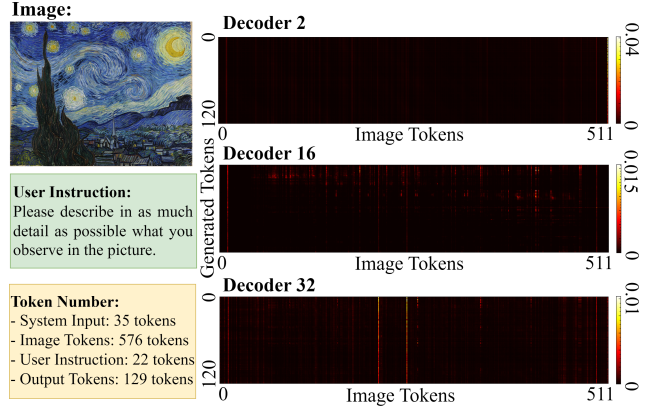 Image:
User Instruction:
Please describe in as much
detail as possible what you
observe in the picture.
Token Number:
- System Input: 35 tokens
- Image Tokens: 576 tokens
- User Instruction: 22 tokens
- Output Tokens: 129 tokens
Generated Tokens
Decoder 2
0
120
0
Image Tokens
511
0.04
0
Decoder 16
0
Image Tokens
511
0.015
0
Decoder 32
0
120
0
Image Tokens
511
0.01
0